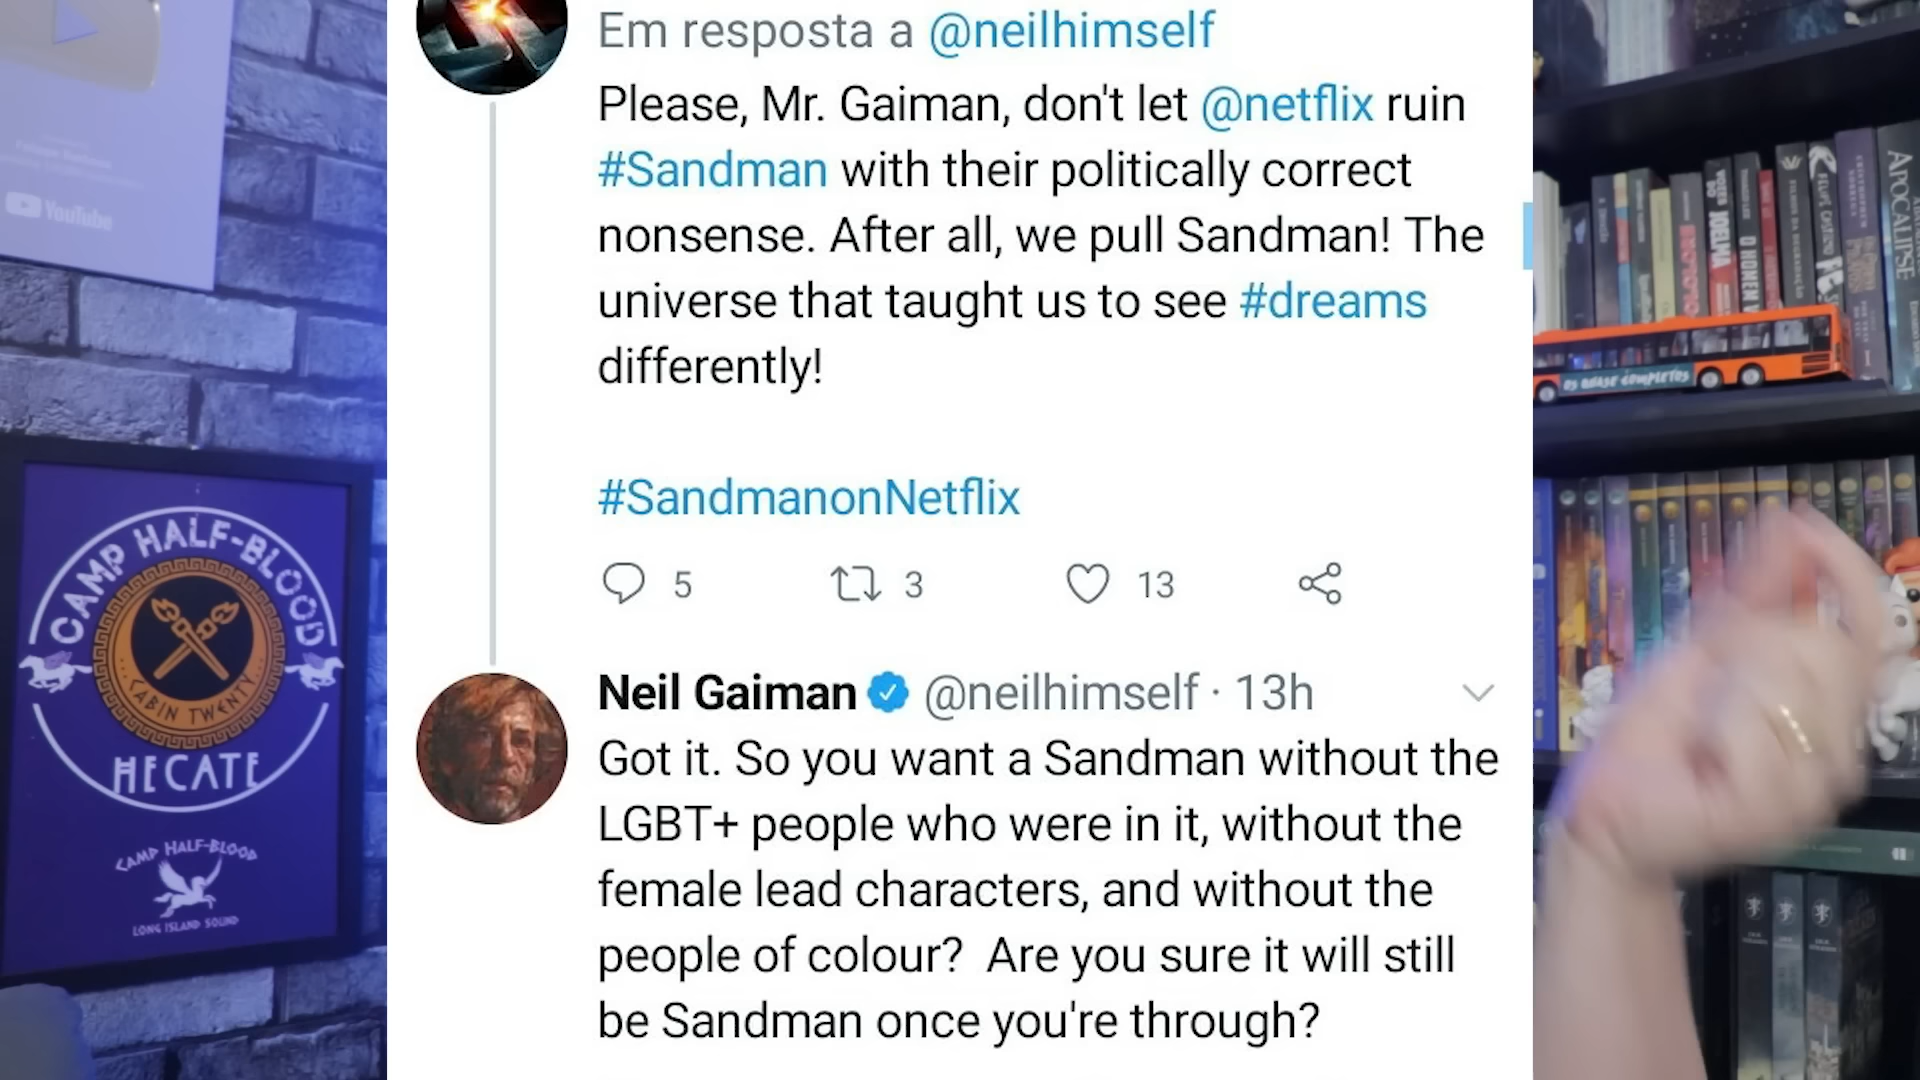 Em resposta a @neilhimself
Please, Mr. Gaiman, don't let @netflix ruin
#Sandman with their politically correct
nonsense. After all, we pull Sandman! The
universe that taught us to see #dreams
differently!
#SandmanonNetflix
5 3 13
Neil Gaiman @neilhimself · 13h
Got it. So you want a Sandman without the
LGBT+ people who were in it, without the
female lead characters, and without the
people of colour? Are you sure it will still
be Sandman once you're through?
YouTube
CAMP HALF-BLOOD
CABIN TWENTY
HECATE
CAMP HALF-BLOOD
LONG ISLAND SOUND
APOCALIPSE
OS QUASE COMPLETOS